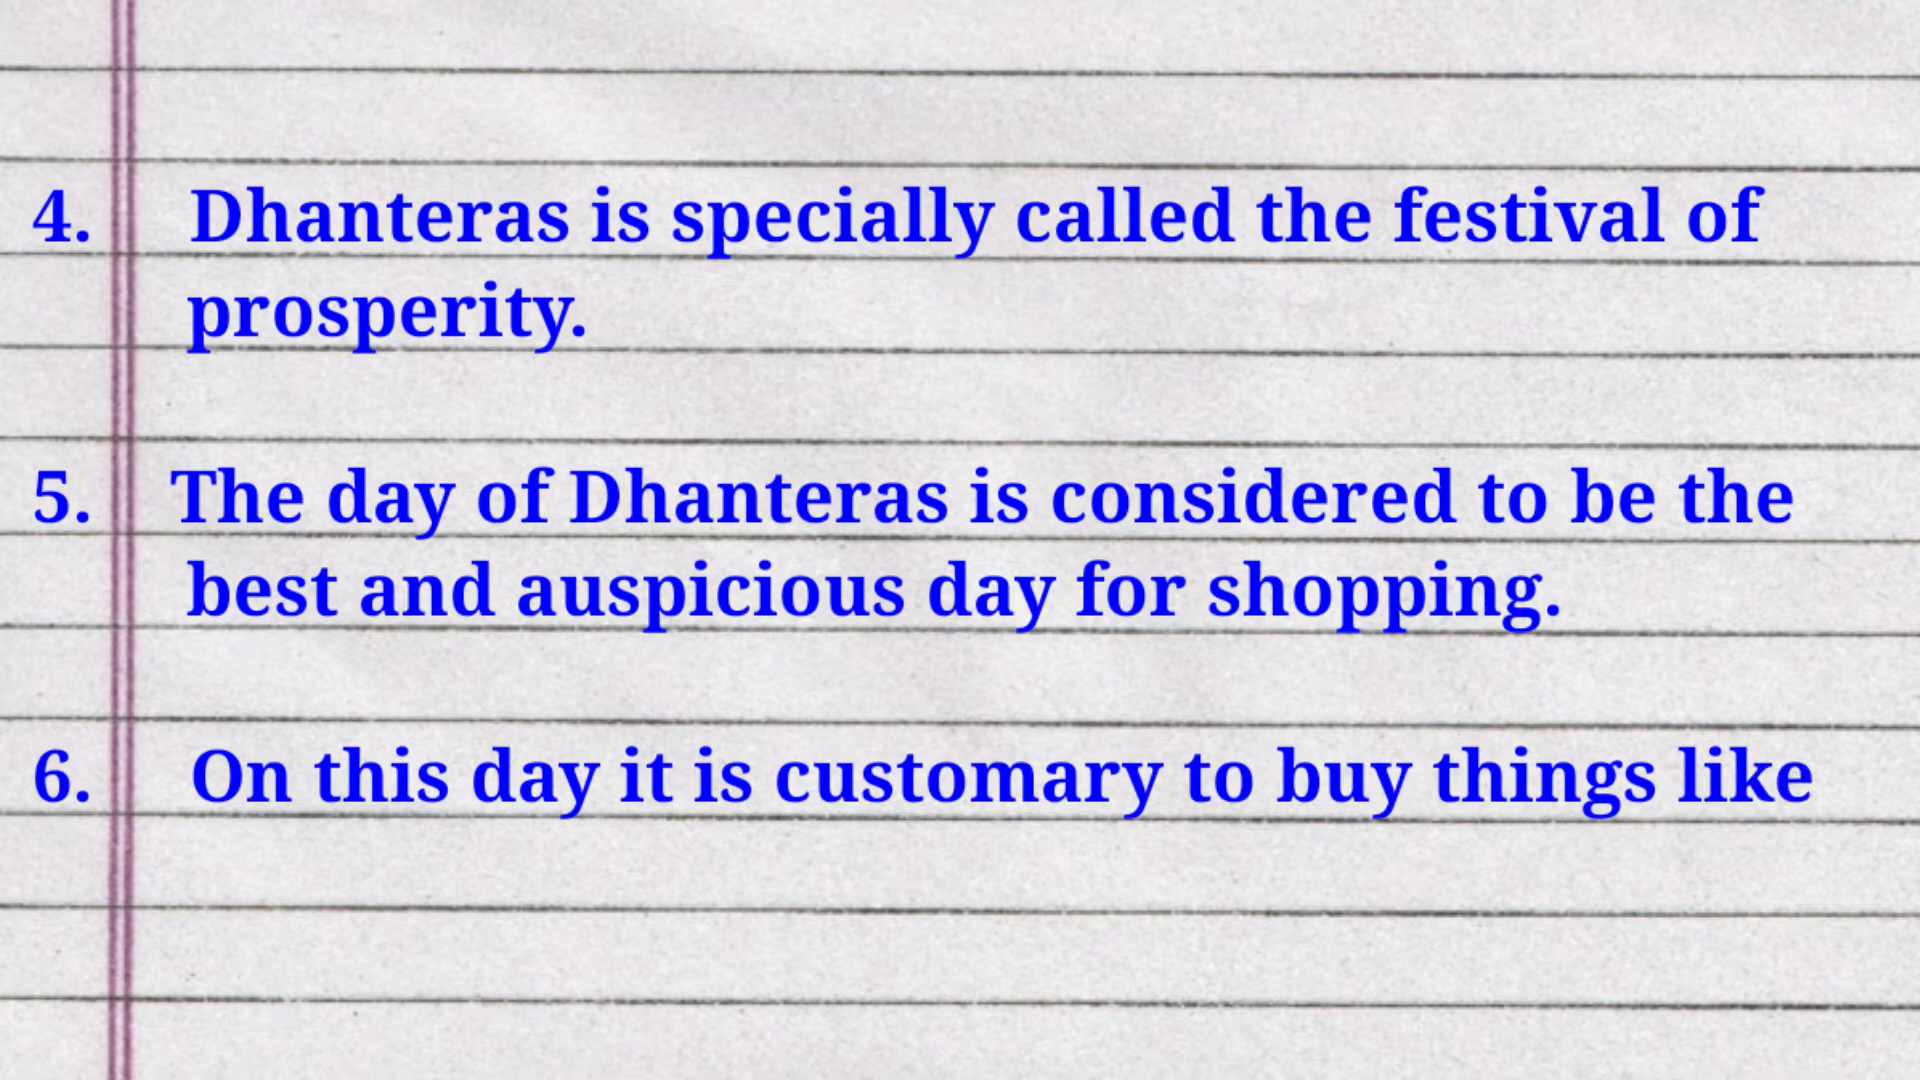 4. Dhanteras is specially called the festival of
prosperity.
5. The day of Dhanteras is considered to be the
best and auspicious day for shopping.
6. On this day it is customary to buy things like